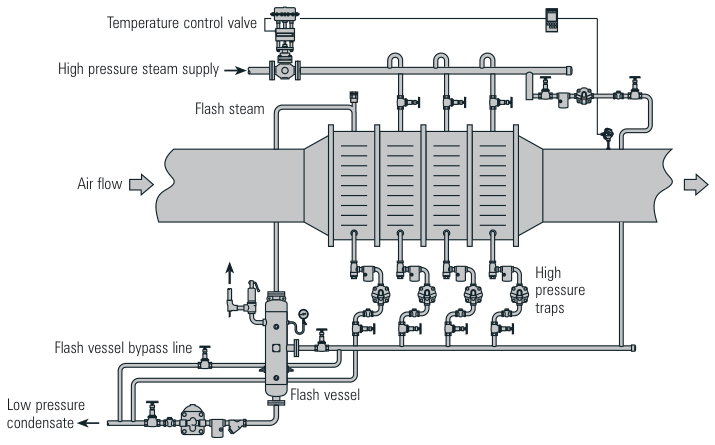 Temperature control valve
High pressure steam supply
Flash steam
Air flow
High
pressure
traps
Flash vessel bypass line
Flash vessel
Low pressure
condensate